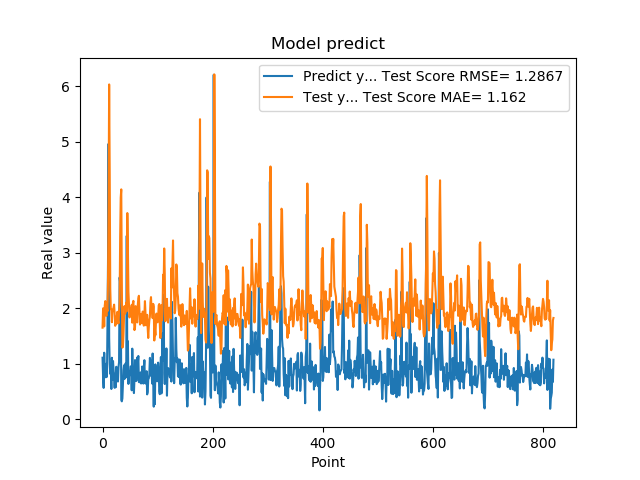 Model predict
Predict y... Test Score RMSE= 1.2867
Test y... Test Score MAE= 1.162
6
5
4
3
2
1
0
Real value
0 200 400 600 800
Point